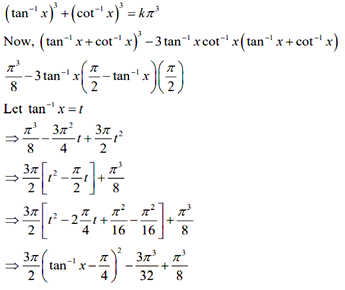 (tan⁻¹ x)³ + (cot⁻¹ x)³ = kπ³
Now, (tan⁻¹ x + cot⁻¹ x)³ − 3 tan⁻¹ x cot⁻¹ x (tan⁻¹ x + cot⁻¹ x)
π³/8 − 3 tan⁻¹ x (π/2 − tan⁻¹ x)(π/2)
Let tan⁻¹ x = t
⇒ π³/8 − 3π²/4 t + 3π/2 t²
⇒ 3π/2 [t² − π/2 t] + π³/8
⇒ 3π/2 [t² − 2 π/4 t + π²/16 − π²/16] + π³/8
⇒ 3π/2 (tan⁻¹ x − π/4)² − 3π³/32 + π³/8